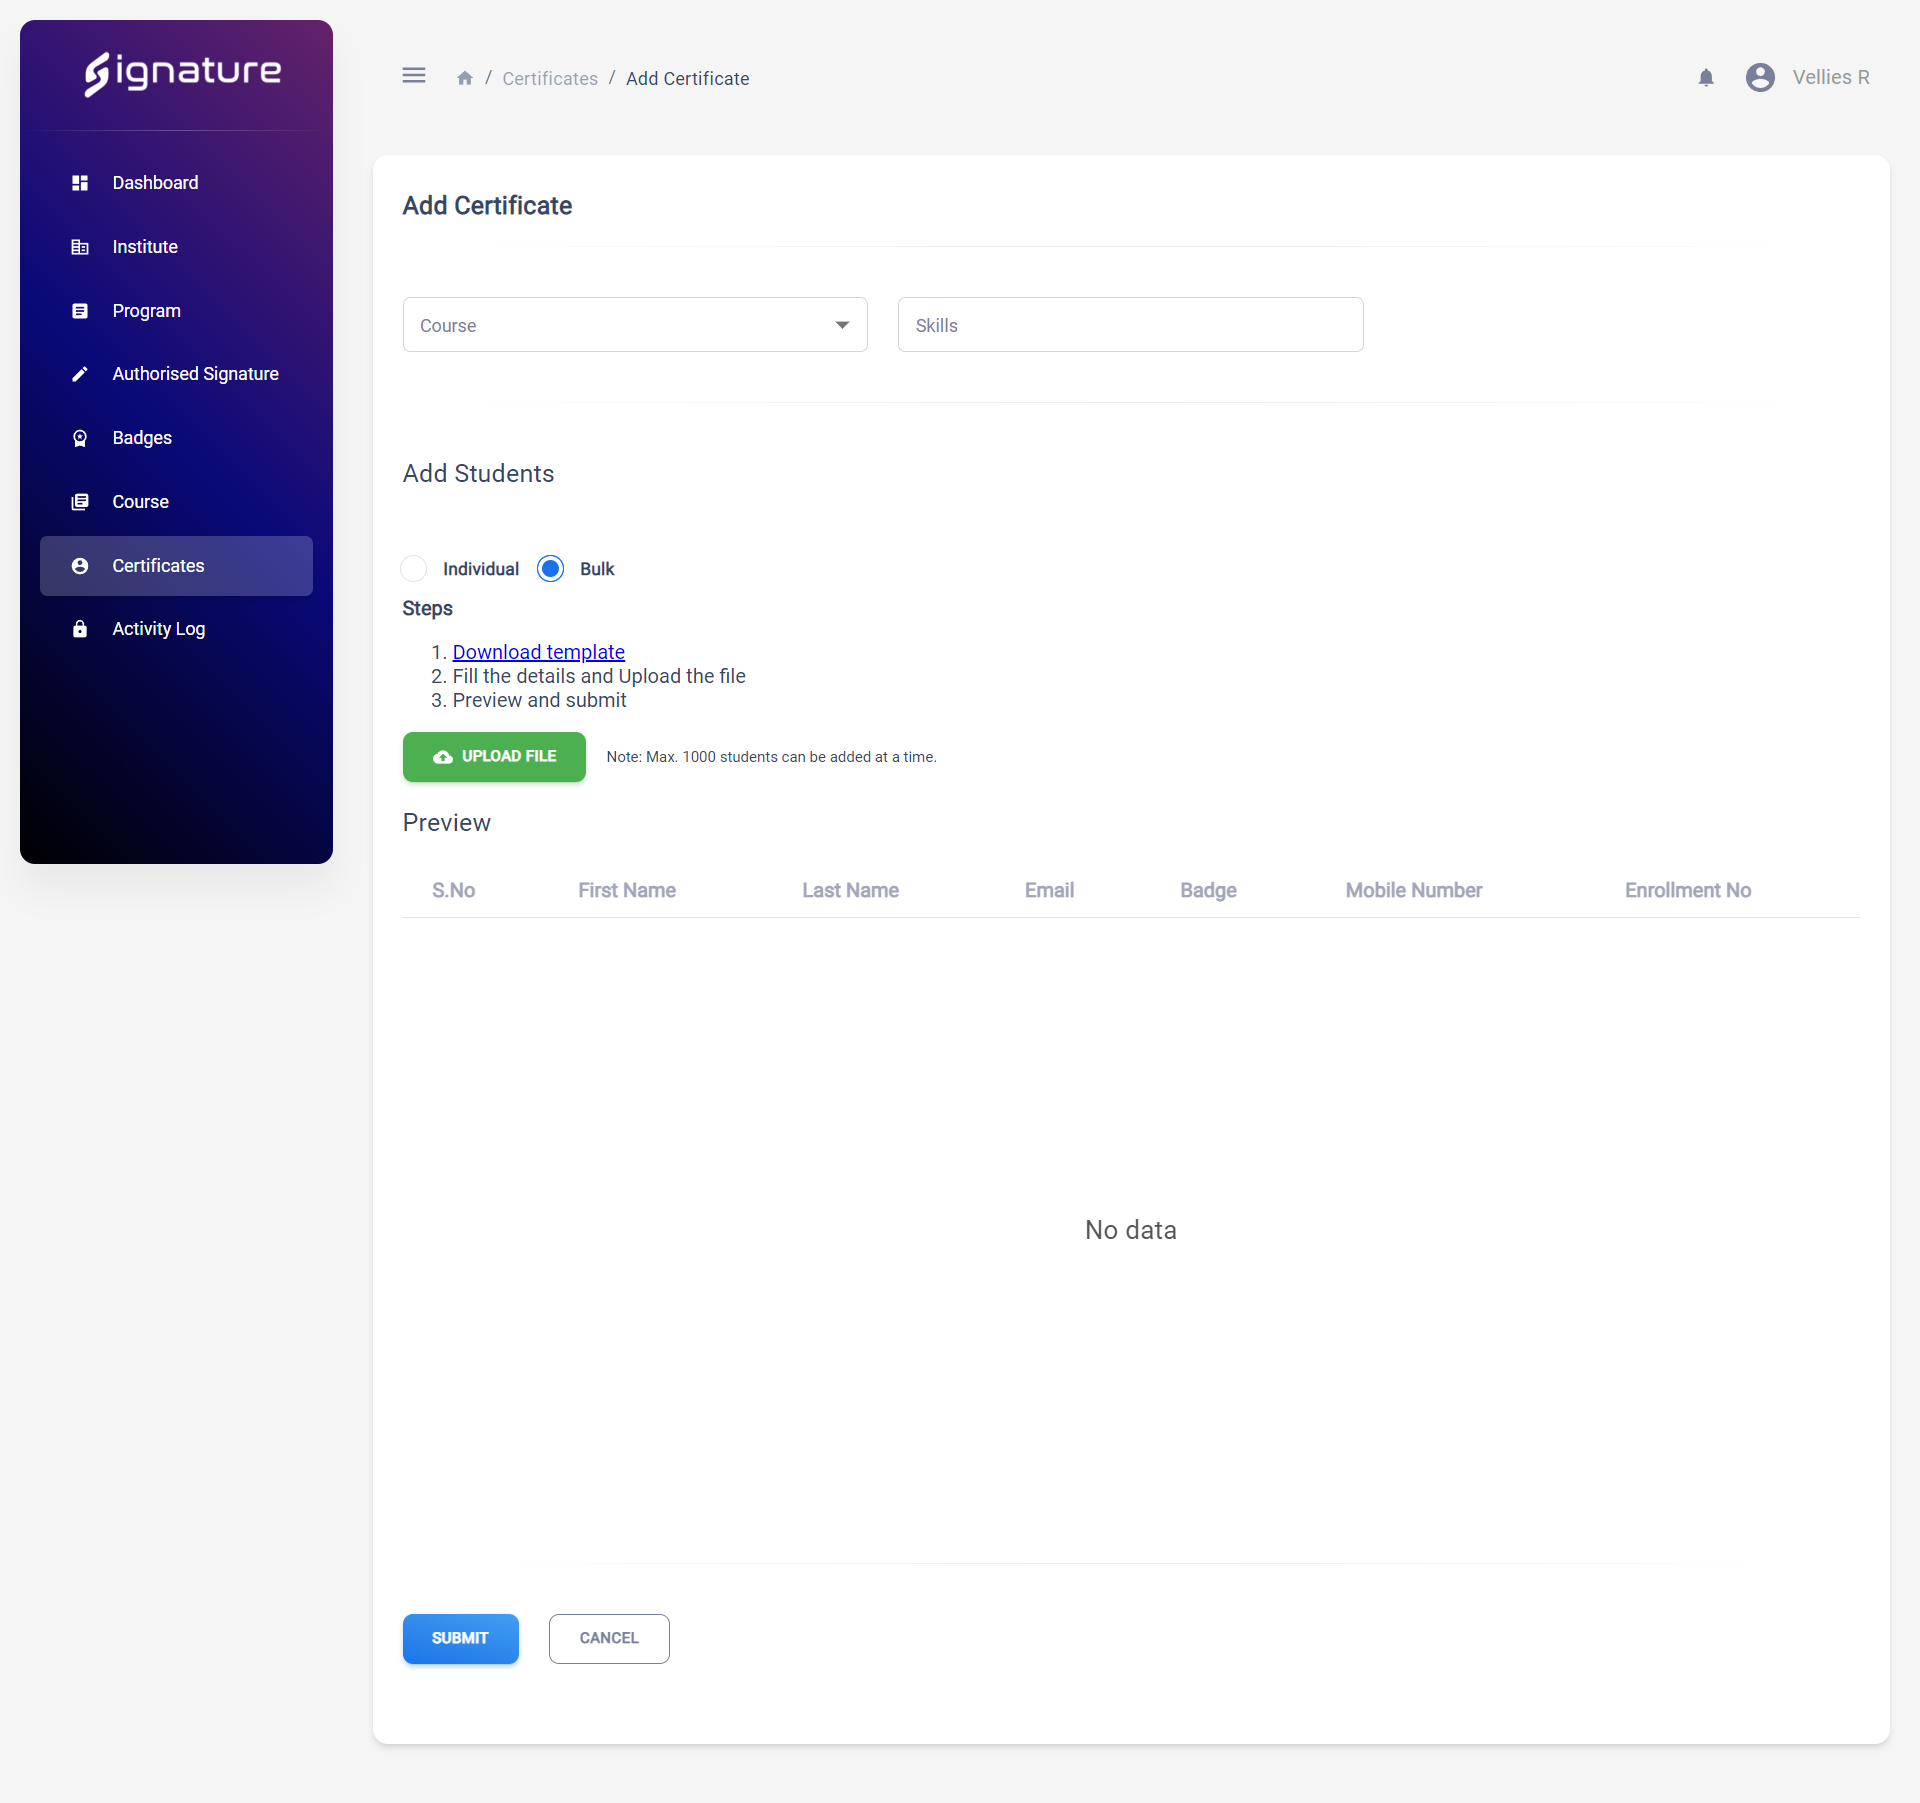 Signature
Dashboard
Institute
Program
Authorised Signature
Badges
Course
Certificates
Activity Log
/ Certificates / Add Certificate
Vellies R
Add Certificate
Course
Skills
Add Students
Individual
Bulk
Steps
1. Download template
2. Fill the details and Upload the file
3. Preview and submit
UPLOAD FILE
Note: Max. 1000 students can be added at a time.
Preview
S.No First Name Last Name Email Badge Mobile Number Enrollment No
No data
SUBMIT
CANCEL